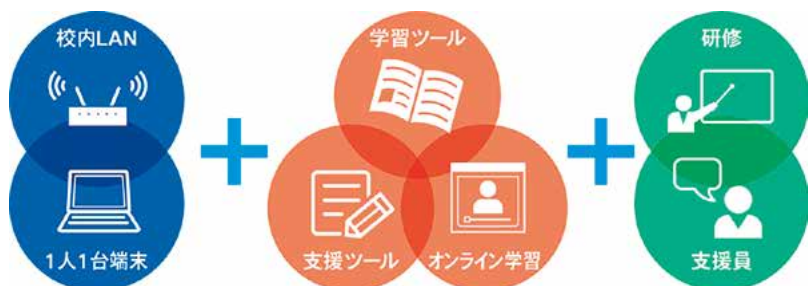 校内LAN
1人1台端末
学習ツール
支援ツール
オンライン学習
研修
支援員